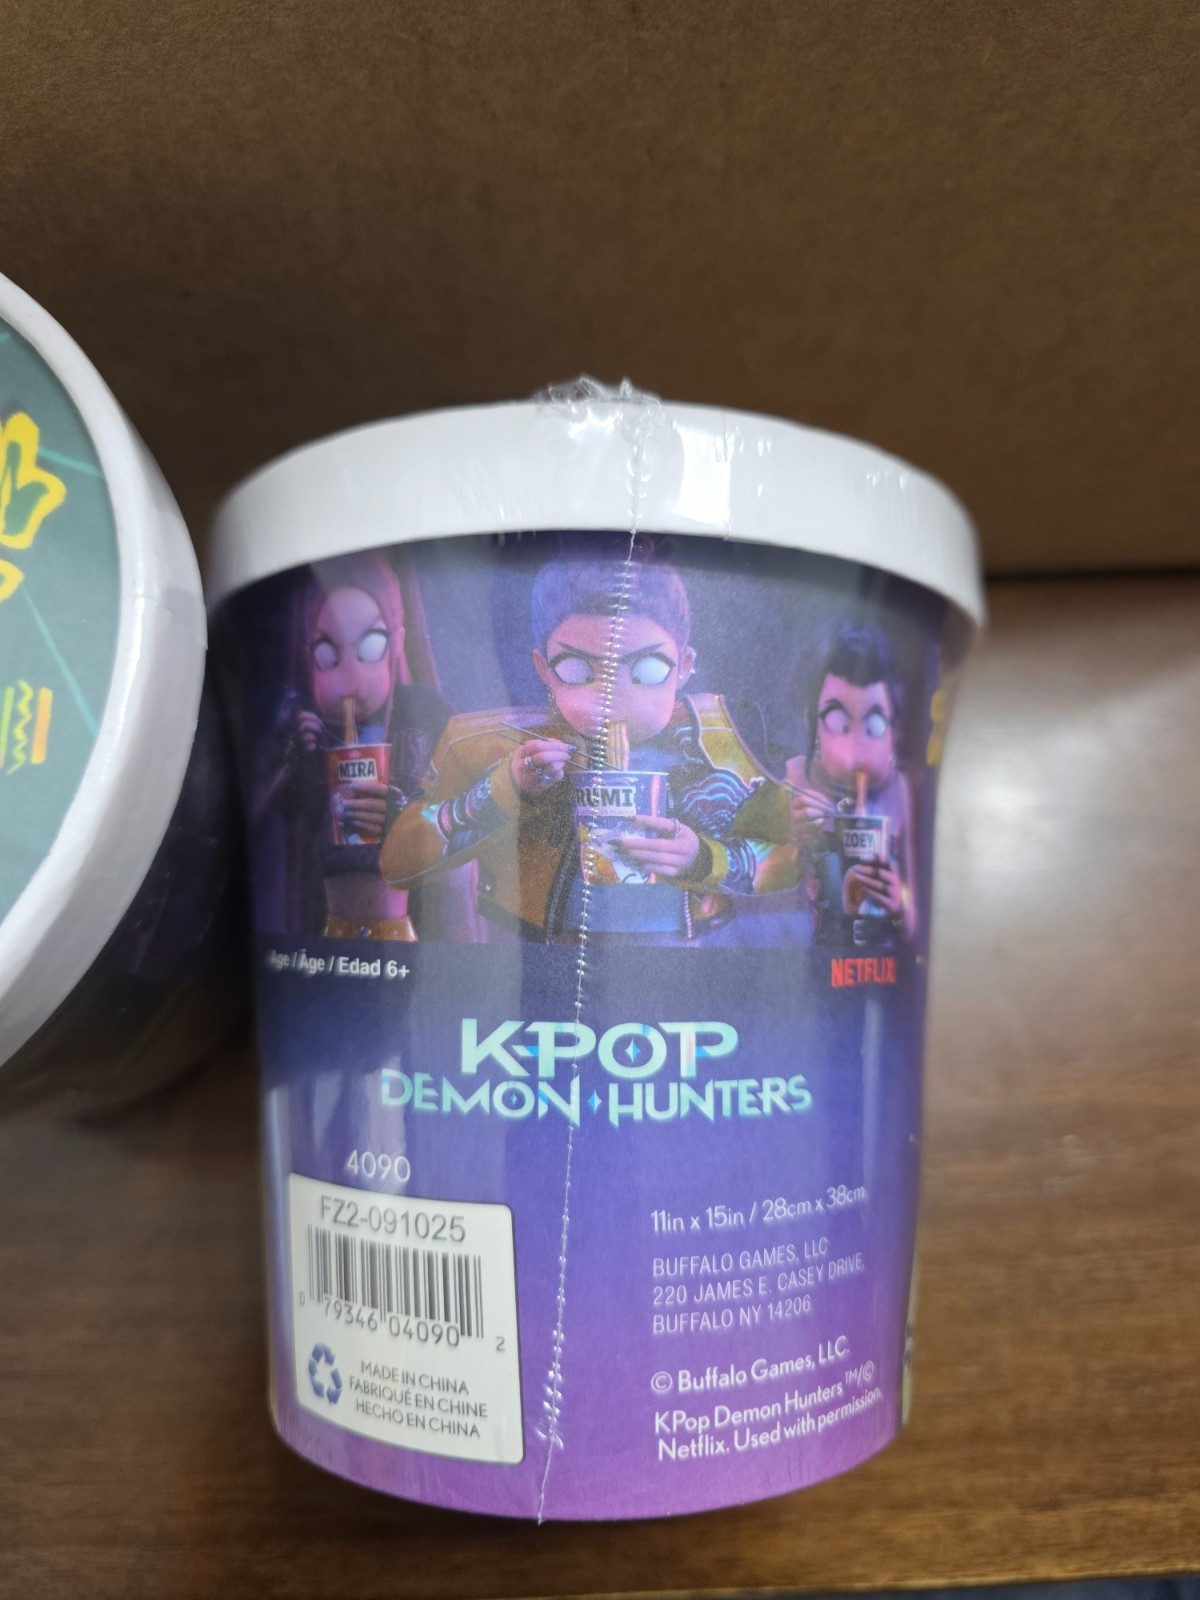 MIRA
RUMI
ZOEY
Age / Âge / Edad 6+
NETFLIX
KPOP
DEMON HUNTERS
4090
FZ2-091025
0 79346 04090 2
MADE IN CHINA
FABRIQUÉ EN CHINE
HECHO EN CHINA
11in x 15in / 28cm x 38cm
BUFFALO GAMES, LLC
220 JAMES E. CASEY DRIVE,
BUFFALO NY 14206
© Buffalo Games, LLC.
KPop Demon Hunters ™/©
Netflix. Used with permission.